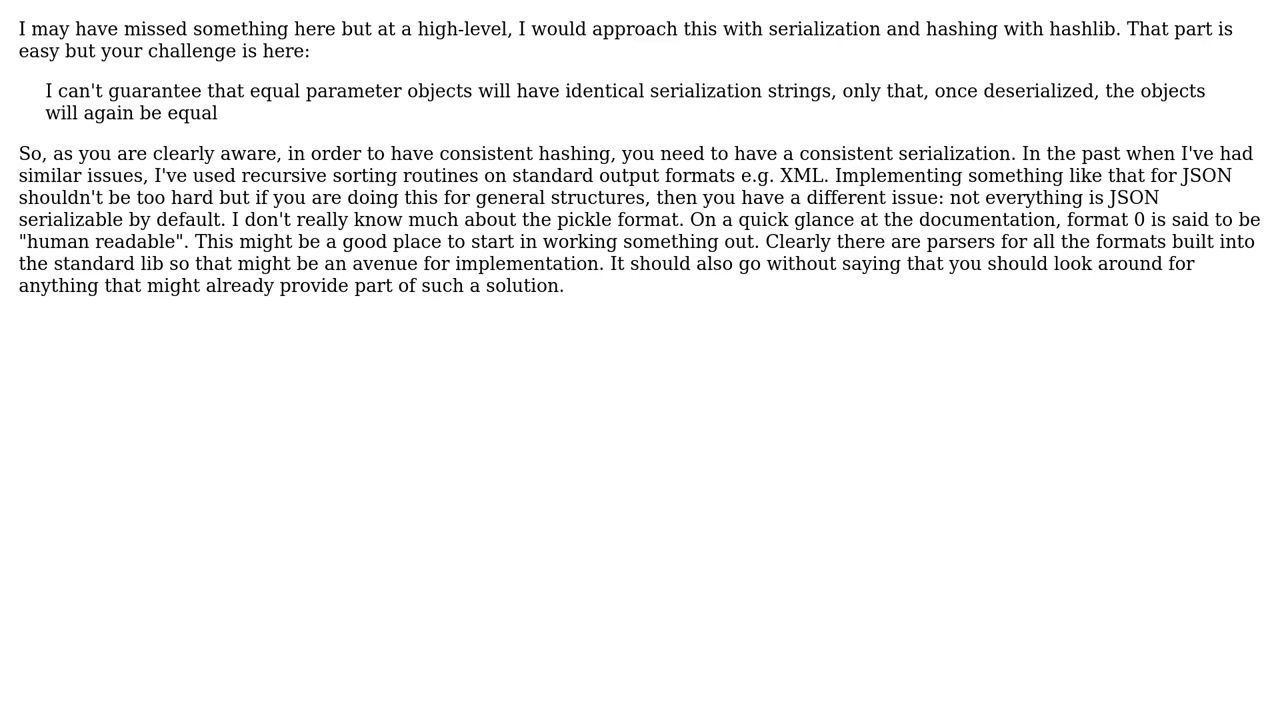 I may have missed something here but at a high-level, I would approach this with serialization and hashing with hashlib. That part is
easy but your challenge is here:
I can't guarantee that equal parameter objects will have identical serialization strings, only that, once deserialized, the objects
will again be equal
So, as you are clearly aware, in order to have consistent hashing, you need to have a consistent serialization. In the past when I've had
similar issues, I've used recursive sorting routines on standard output formats e.g. XML. Implementing something like that for JSON
shouldn't be too hard but if you are doing this for general structures, then you have a different issue: not everything is JSON
serializable by default. I don't really know much about the pickle format. On a quick glance at the documentation, format 0 is said to be
"human readable". This might be a good place to start in working something out. Clearly there are parsers for all the formats built into
the standard lib so that might be an avenue for implementation. It should also go without saying that you should look around for
anything that might already provide part of such a solution.